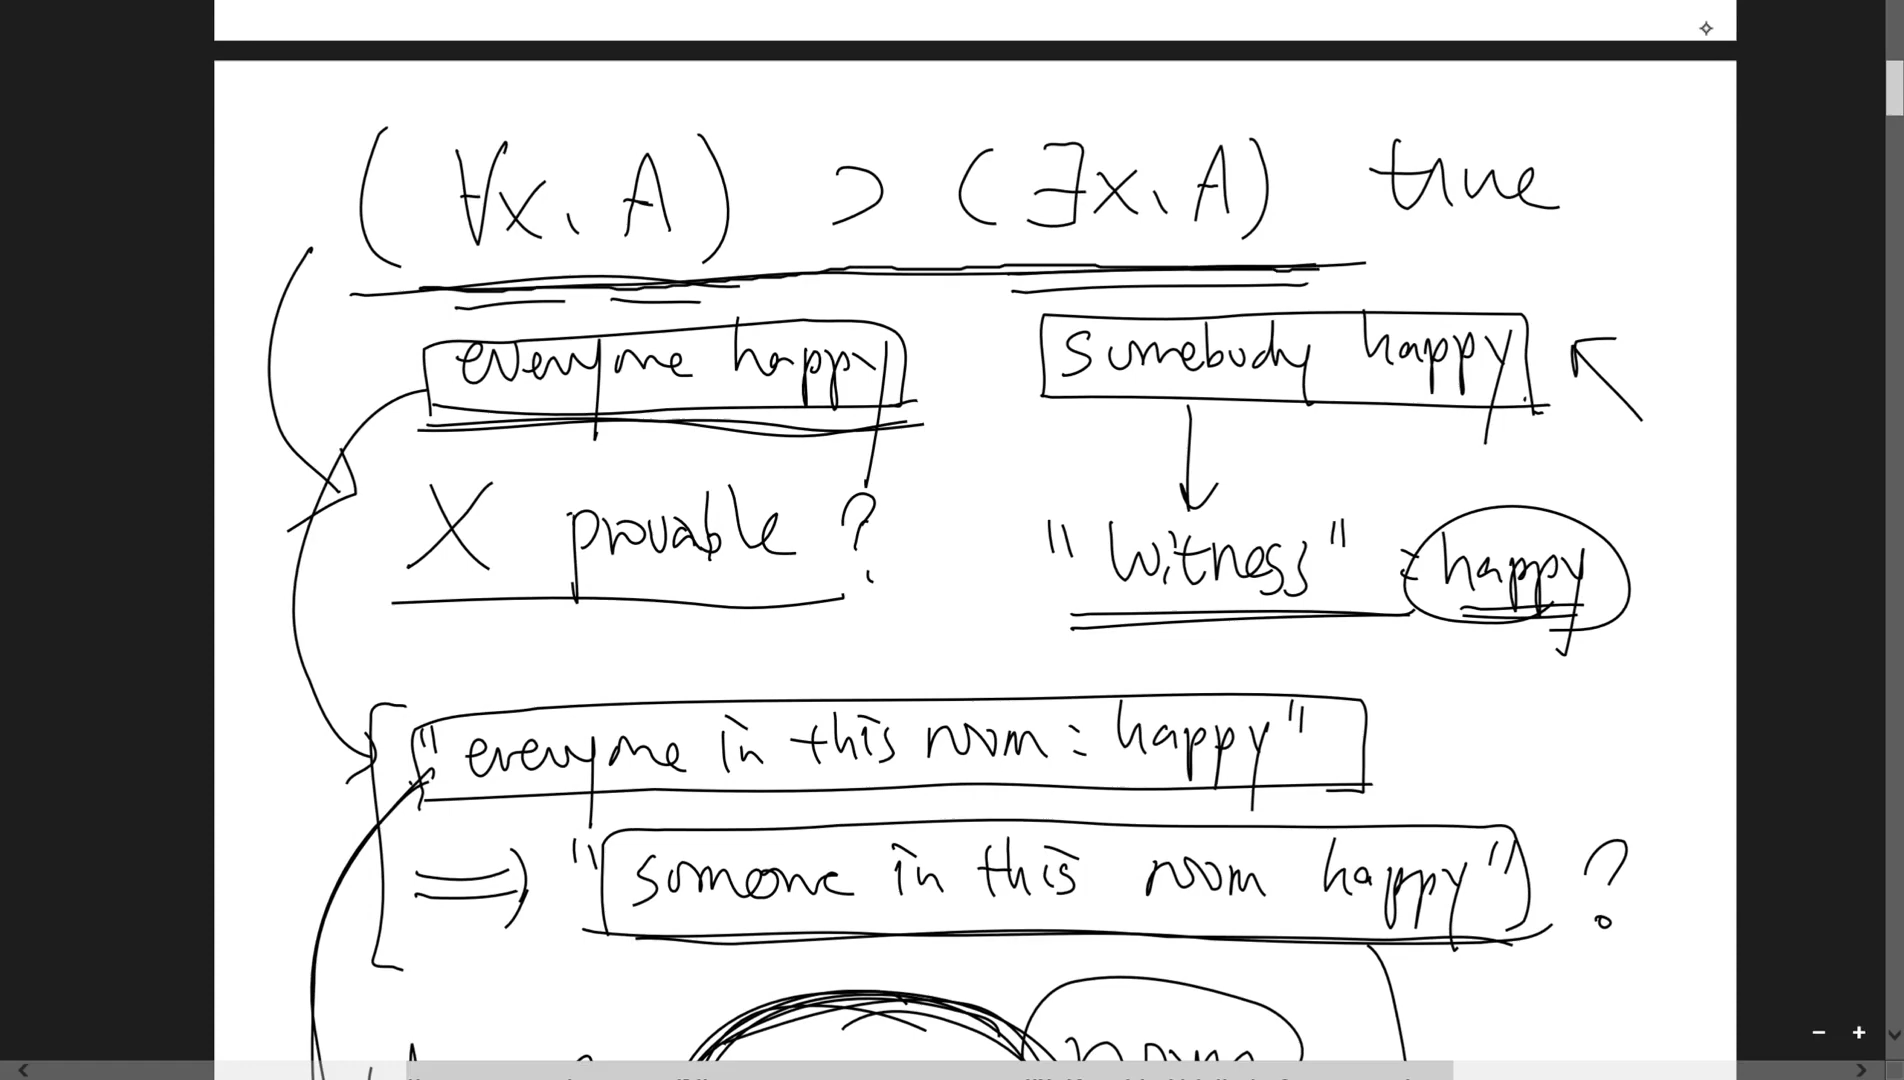 (∀x. A) ⊃ (∃x. A) true
everyone happy
somebody happy
X provable ?
"Witness" : happy
"everyone in this room : happy"
=> "someone in this room happy" ?